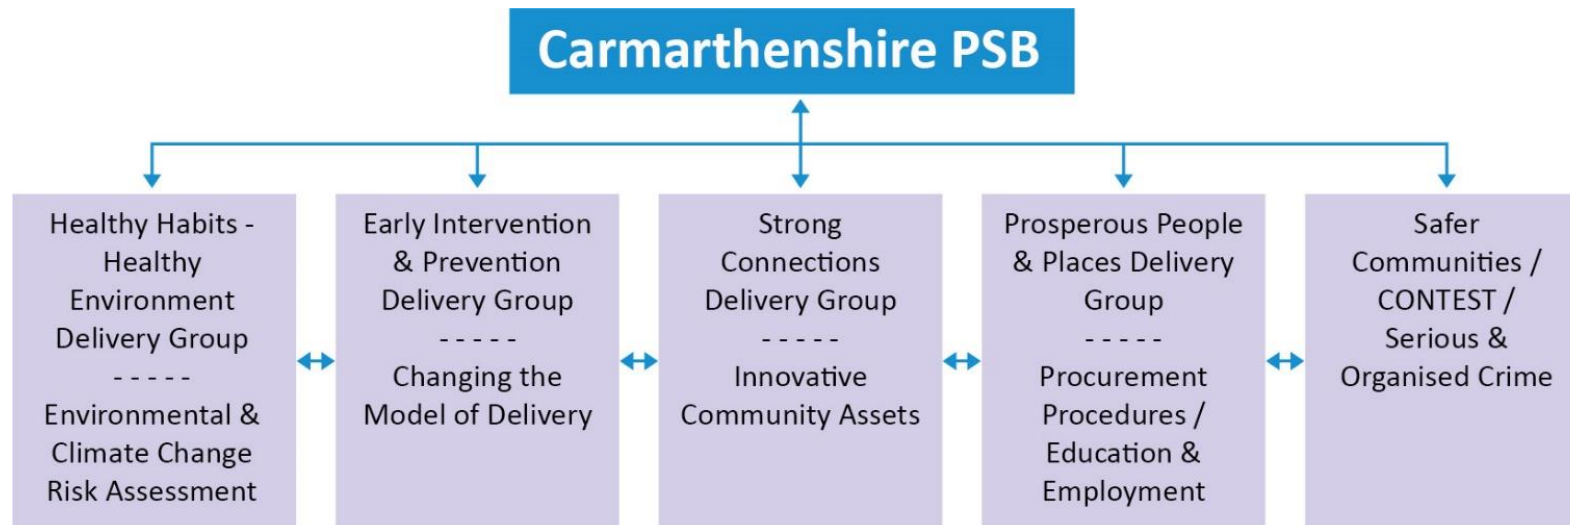 Carmarthenshire PSB
Healthy Habits -
Healthy
Environment
Delivery Group
- - - - -
Environmental &
Climate Change
Risk Assessment
Early Intervention
& Prevention
Delivery Group
- - - - -
Changing the
Model of Delivery
Strong
Connections
Delivery Group
- - - - -
Innovative
Community Assets
Prosperous People
& Places Delivery
Group
- - - - -
Procurement
Procedures /
Education &
Employment
Safer
Communities /
CONTEST /
Serious &
Organised Crime